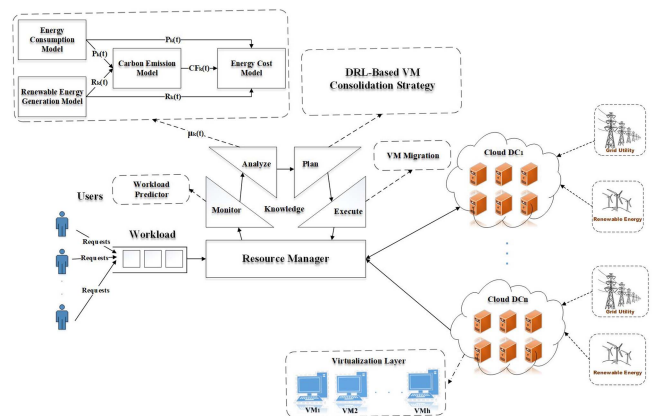 Energy
Consumption
Model
Pk(t)
Pk(t)
Carbon Emission
Model
CFk(t)
Energy Cost
Model
Renewable Energy
Generation Model
Rk(t)
Rk(t)
DRL-Based VM
Consolidation Strategy
μk(t)
Analyze
Plan
VM Migration
Workload
Predictor
Monitor
Knowledge
Execute
Users
Requests
Requests
Requests
Workload
Resource Manager
Cloud DC1
Grid Utility
Renewable Energy
Cloud DCn
Grid Utility
Renewable Energy
Virtualization Layer
VM1
VM2
VMh